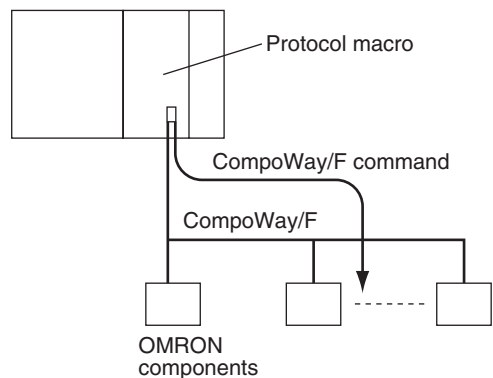 Protocol macro
CompoWay/F command
CompoWay/F
OMRON
components